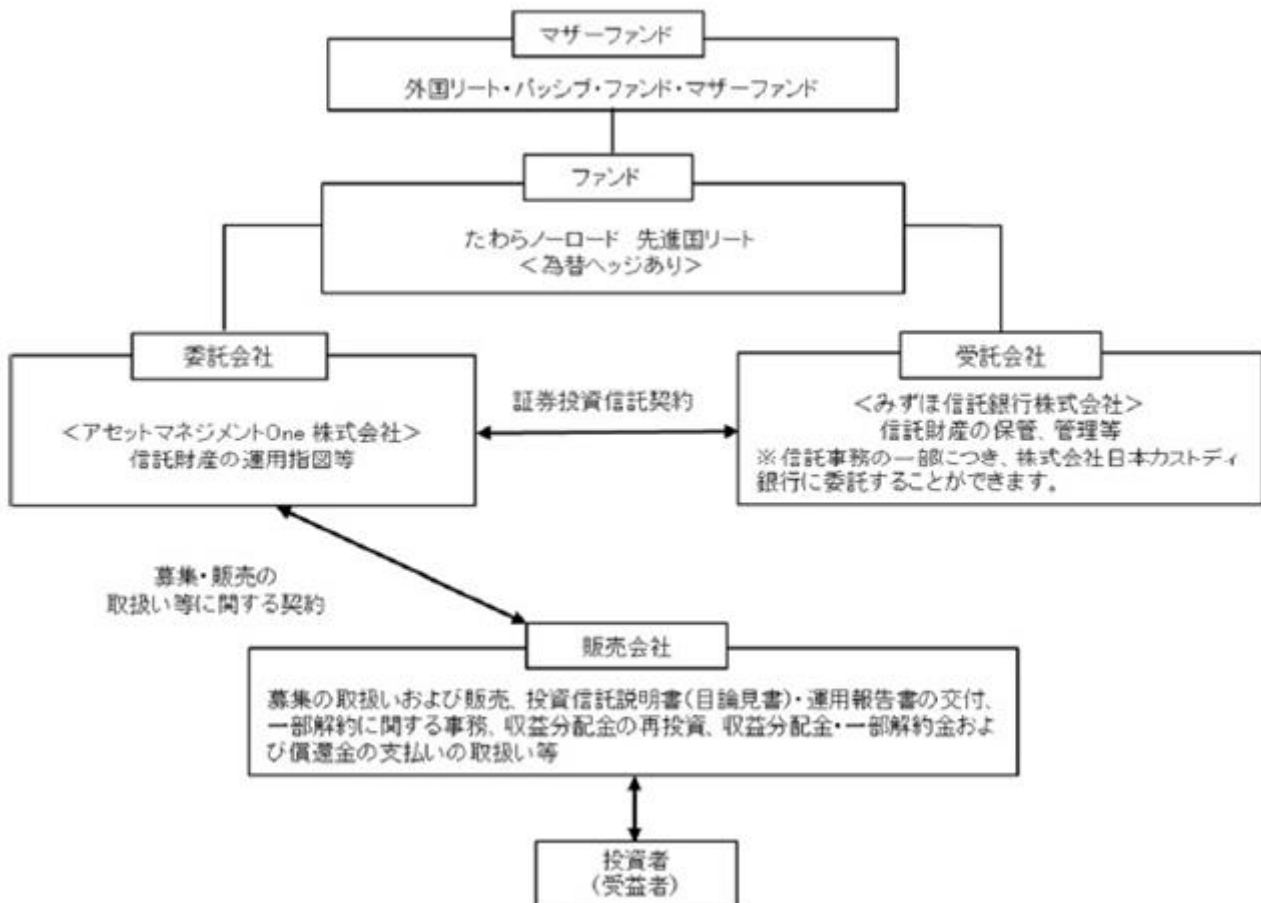 マザーファンド
外国リート・パッシブ・ファンド・マザーファンド
ファンド
たわらノーロード 先進国リート
＜為替ヘッジあり＞
委託会社
＜アセットマネジメントOne 株式会社＞
信託財産の運用指図等
証券投資信託契約
受託会社
＜みずほ信託銀行株式会社＞
信託財産の保管、管理等
※信託事務の一部につき、株式会社日本カストディ
銀行に委託することができます。
募集・販売の
取扱い等に関する契約
販売会社
募集の取扱いおよび販売、投資信託説明書(目論見書)・運用報告書の交付、
一部解約に関する事務、収益分配金の再投資、収益分配金・一部解約金およ
び償還金の支払いの取扱い等
投資者
(受益者)